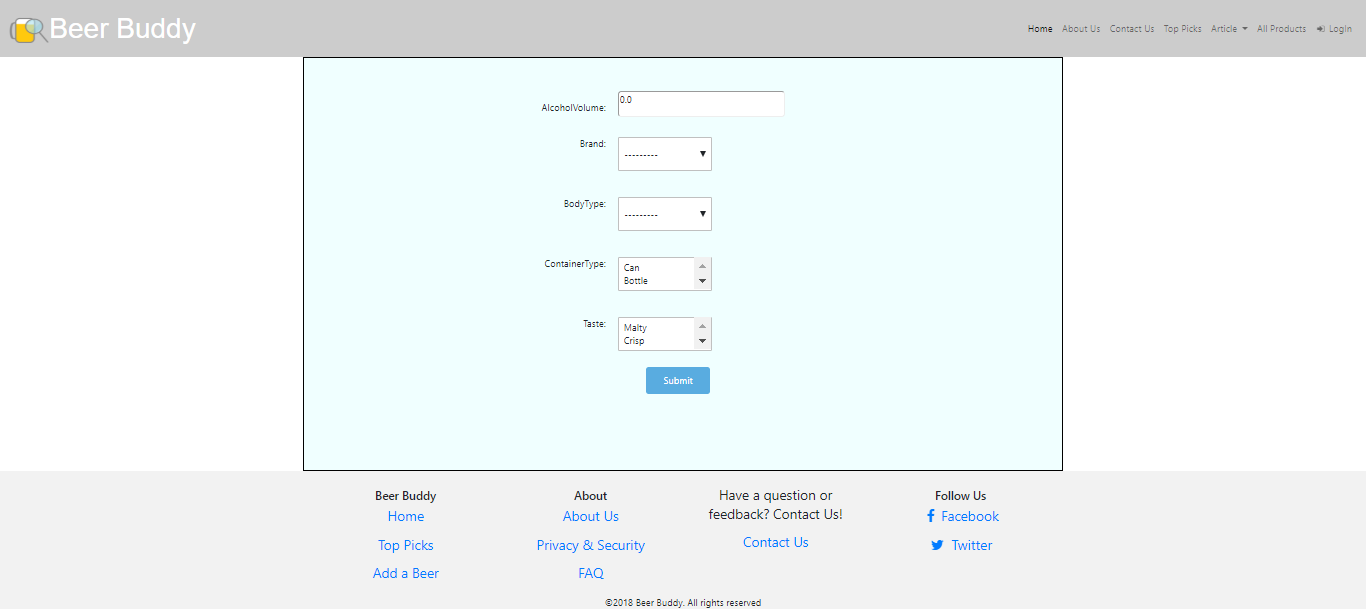 Beer Buddy
Home About Us Contact Us Top Picks Article All Products LogIn
AlcoholVolume: 0.0
Brand: ---------
BodyType: ---------
ContainerType: Can
Bottle
Taste: Malty
Crisp
Submit
Beer Buddy
Home
Top Picks
Add a Beer
About
About Us
Privacy & Security
FAQ
Have a question or
feedback? Contact Us!
Contact Us
Follow Us
Facebook
Twitter
©2018 Beer Buddy. All rights reserved